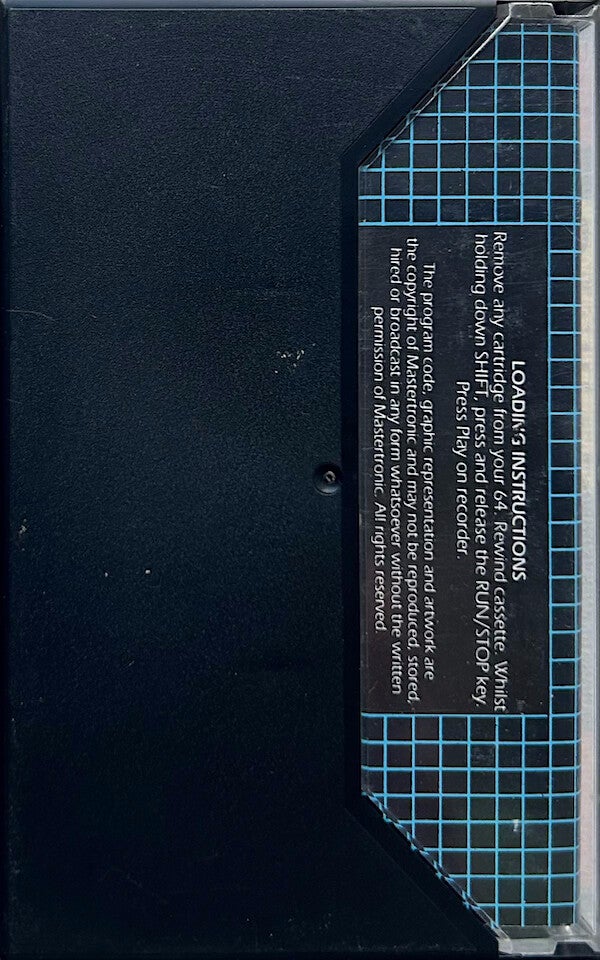 LOADING INSTRUCTIONS
Remove any cartridge from your 64. Rewind cassette. Whilst
holding down SHIFT, press and release the RUN/STOP key.
Press Play on recorder.
The program code, graphic representation and artwork are
the copyright of Mastertronic and may not be reproduced, stored,
hired or broadcast in any form whatsoever without the written
permission of Mastertronic. All rights reserved.